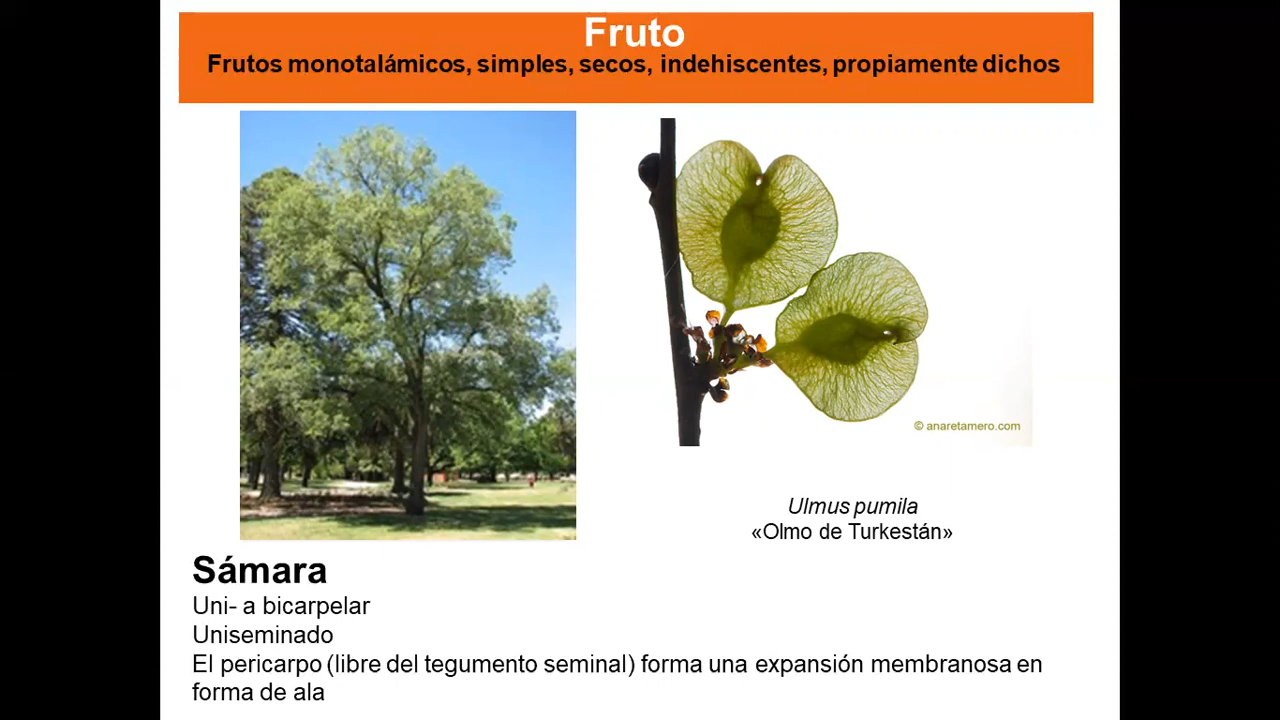 Fruto
Frutos monotalámicos, simples, secos, indehiscentes, propiamente dichos
© anaretamero.com
Ulmus pumila
«Olmo de Turkestán»
Sámara
Uni- a bicarpelar
Uniseminado
El pericarpo (libre del tegumento seminal) forma una expansión membranosa en
forma de ala